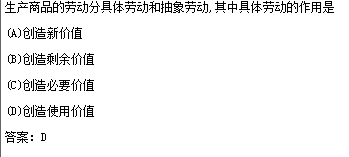 生产商品的劳动分具体劳动和抽象劳动,其中具体劳动的作用是
(A)创造新价值
(B)创造剩余价值
(C)创造必要价值
(D)创造使用价值
答案：D